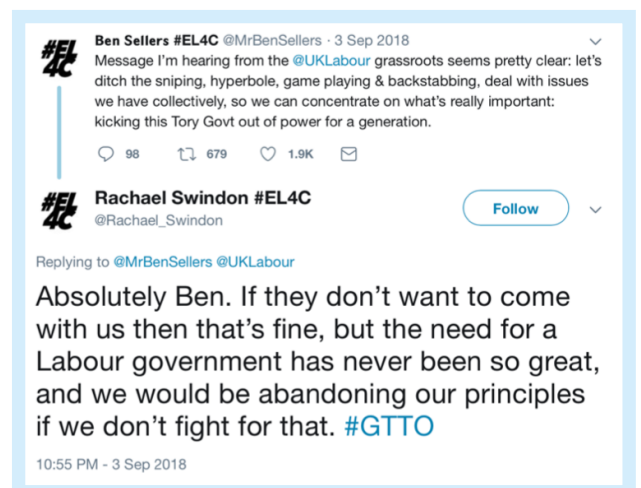 #EL
4C
Ben Sellers #EL4C @MrBenSellers · 3 Sep 2018
Message I'm hearing from the @UKLabour grassroots seems pretty clear: let's
ditch the sniping, hyperbole, game playing & backstabbing, deal with issues
we have collectively, so we can concentrate on what's really important:
kicking this Tory Govt out of power for a generation.
98 679 1.9K
#EL
4C
Rachael Swindon #EL4C
@Rachael_Swindon
Follow
Replying to @MrBenSellers @UKLabour
Absolutely Ben. If they don't want to come
with us then that's fine, but the need for a
Labour government has never been so great,
and we would be abandoning our principles
if we don't fight for that. #GTTO
10:55 PM - 3 Sep 2018